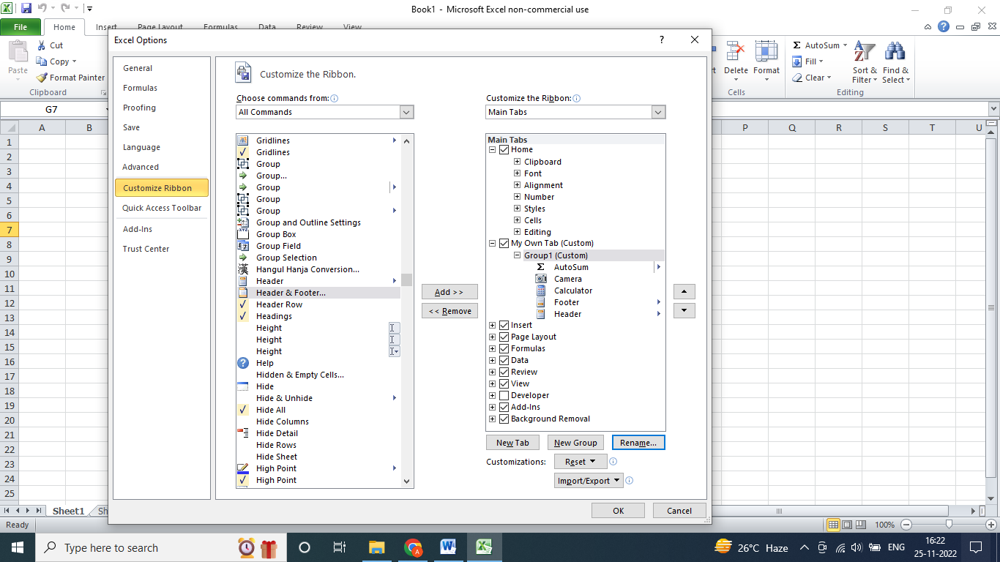 Book1 - Microsoft Excel non-commercial use
File Home Insert Page Layout Formulas Data Review View
Excel Options
Cut
Copy
Format Painter
Paste
Clipboard
Delete Format
Cells
AutoSum
Fill
Clear
Sort & Filter
Find & Select
Editing
G7
A B P Q R S T U
1
2
3
4
5
6
7
8
9
10
11
12
13
14
15
16
17
18
19
20
21
22
23
24
25
General
Formulas
Proofing
Save
Language
Advanced
Customize Ribbon
Quick Access Toolbar
Add-Ins
Trust Center
Customize the Ribbon.
Choose commands from:
All Commands
Gridlines
Gridlines
Group
Group...
Group
Group
Group
Group and Outline Settings
Group Box
Group Field
Group Selection
漢 Hangul Hanja Conversion...
Header
Header & Footer...
Header Row
Headings
Height
Height
Height
Help
Hidden & Empty Cells...
Hide
Hide & Unhide
Hide All
Hide Columns
Hide Detail
Hide Rows
Hide Sheet
High Point
High Point
Add >>
<< Remove
Customize the Ribbon:
Main Tabs
Main Tabs
Home
Clipboard
Font
Alignment
Number
Styles
Cells
Editing
My Own Tab (Custom)
Group1 (Custom)
AutoSum
Camera
Calculator
Footer
Header
Insert
Page Layout
Formulas
Data
Review
View
Developer
Add-Ins
Background Removal
New Tab New Group Rename...
Customizations: Reset
Import/Export
OK Cancel
Sheet1 Sh
Ready 100%
Type here to search
26°C Haze ENG 16:22
25-11-2022